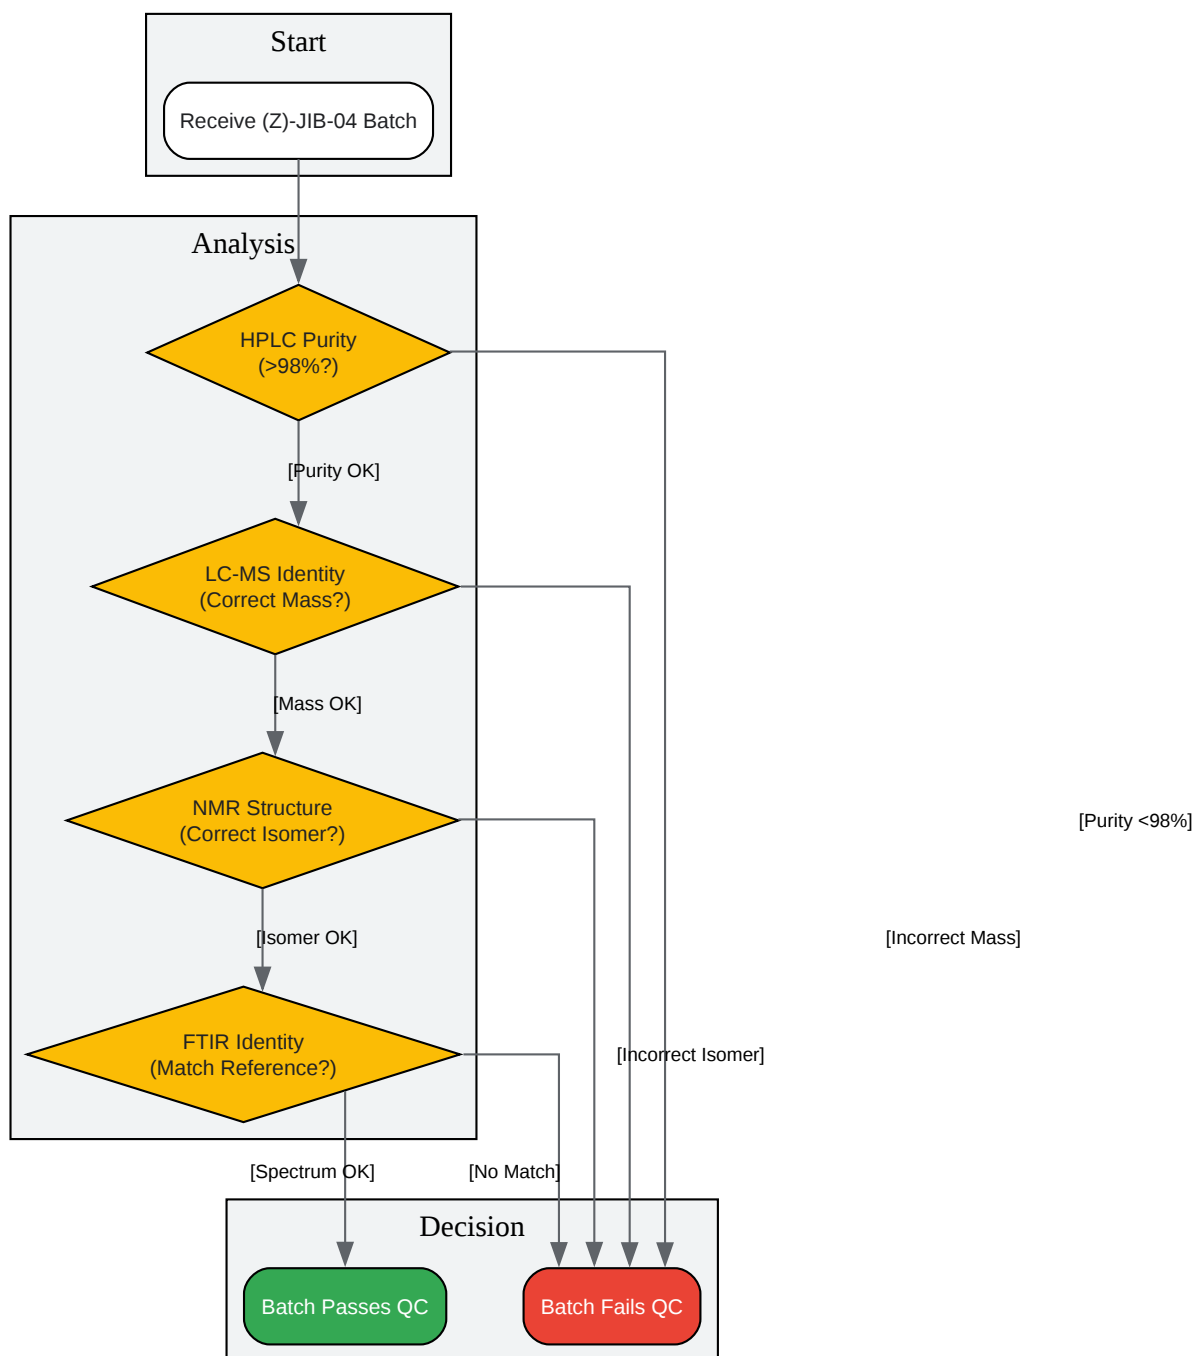 Start
Receive (Z)-JIB-04 Batch
Analysis
HPLC Purity
(>98%?)
[Purity OK]
LC-MS Identity
(Correct Mass?)
[Mass OK]
NMR Structure
(Correct Isomer?)
[Purity <98%]
[Isomer OK]
[Incorrect Mass]
FTIR Identity
(Match Reference?)
[Incorrect Isomer]
[Spectrum OK]
[No Match]
Decision
Batch Passes QC
Batch Fails QC